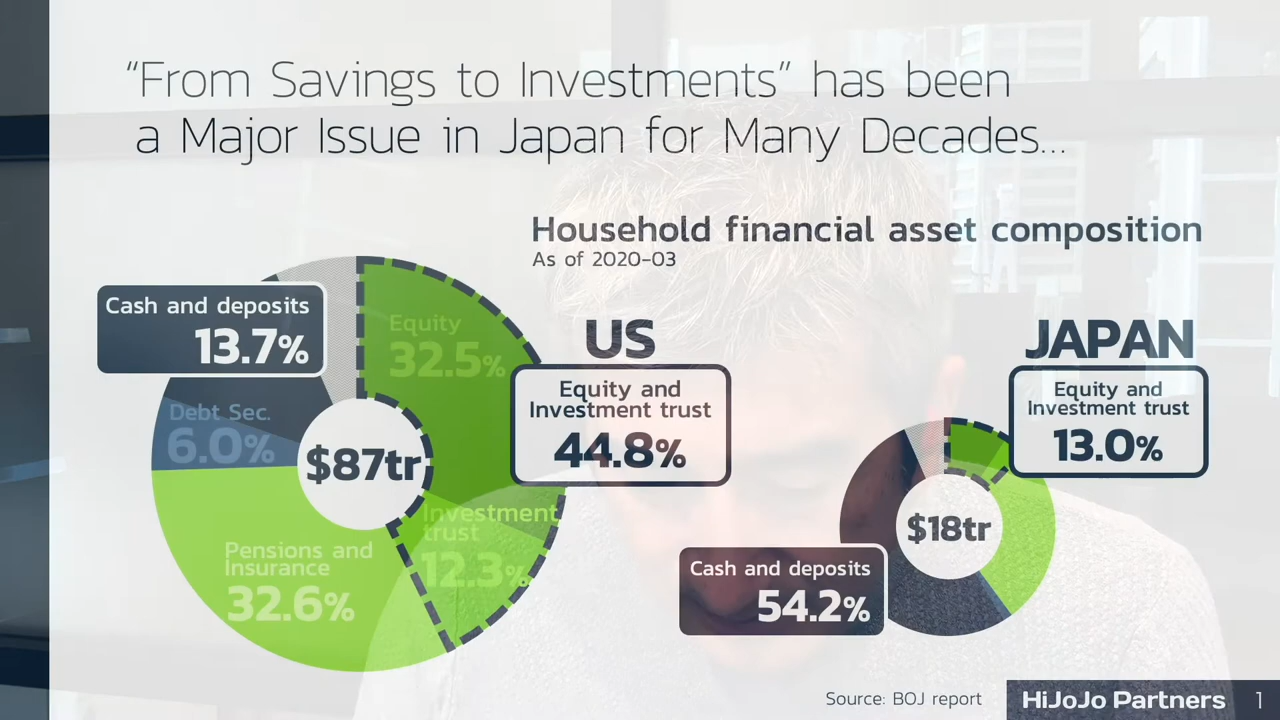 “From Savings to Investments” has been
a Major Issue in Japan for Many Decades...
Household financial asset composition
As of 2020-03
US
Cash and deposits
13.7%
Equity
32.5%
Equity and
Investment trust
44.8%
Debt Sec.
6.0%
$87tr
Investment
trust
12.3%
Pensions and
Insurance
32.6%
JAPAN
Equity and
Investment trust
13.0%
$18tr
Cash and deposits
54.2%
Source: BOJ report
HiJoJo Partners
1